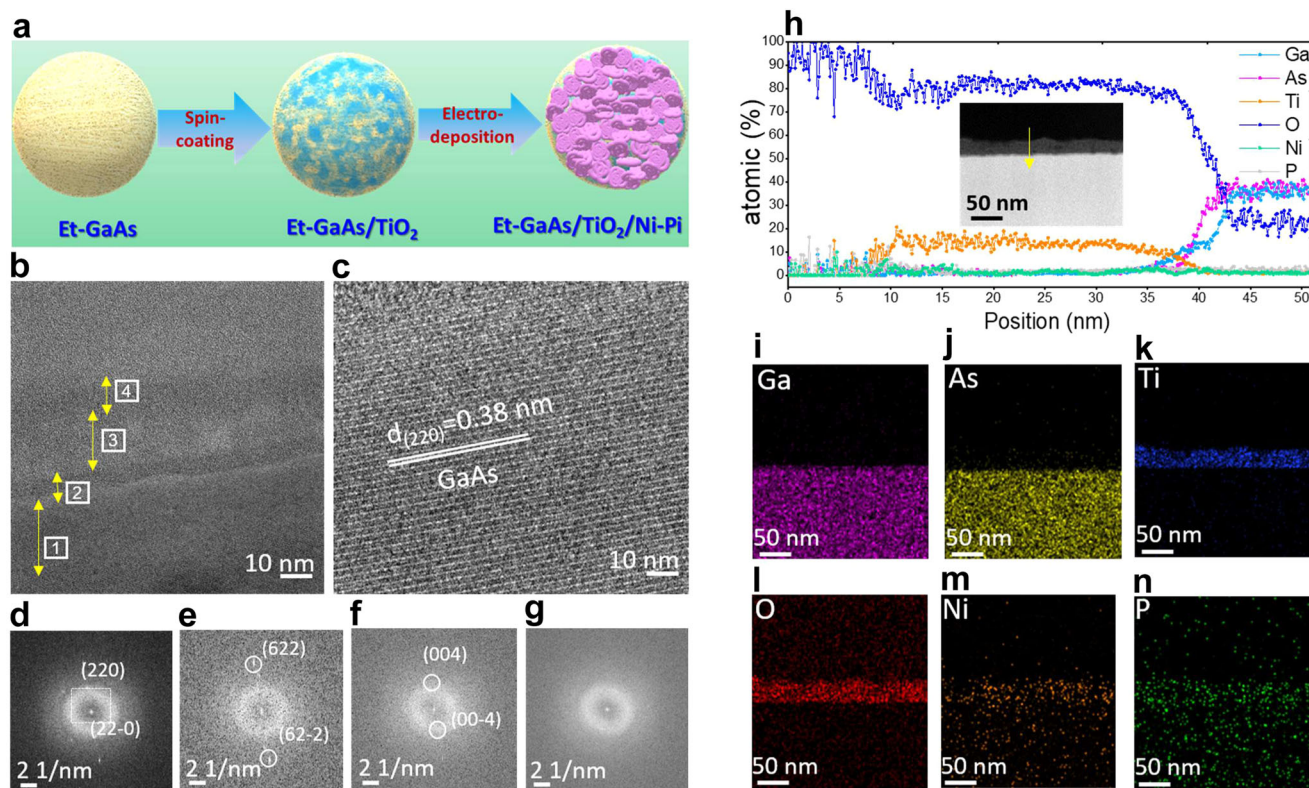 a
Spin-
coating
Electro-
deposition
Et-GaAs
Et-GaAs/TiO₂
Et-GaAs/TiO₂/Ni-Pi
b
4
3
2
1
10 nm
c
d(220)=0.38 nm
GaAs
10 nm
d
(220)
(22-0)
2 1/nm
e
(622)
(62-2)
2 1/nm
f
(004)
(00-4)
2 1/nm
g
2 1/nm
h
atomic (%)
100
90
80
70
60
50
40
30
20
10
0
0
5
10
15
20
25
30
35
40
45
50
Position (nm)
50 nm
Ga
As
Ti
O
Ni
P
i
Ga
50 nm
j
As
50 nm
k
Ti
50 nm
l
O
50 nm
m
Ni
50 nm
n
P
50 nm